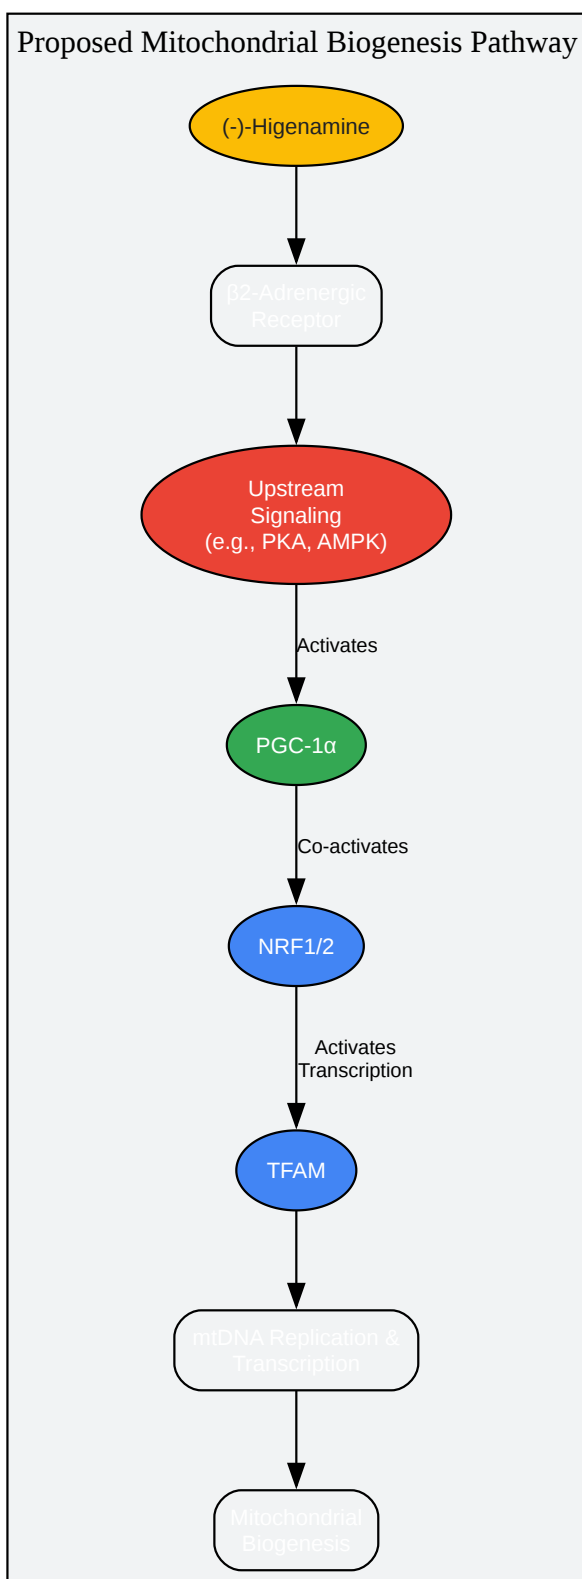 Proposed Mitochondrial Biogenesis Pathway
(-)-Higenamine
β2-Adrenergic
Receptor
Upstream
Signaling
(e.g., PKA, AMPK)
Activates
PGC-1α
Co-activates
NRF1/2
Activates
Transcription
TFAM
mtDNA Replication &
Transcription
Mitochondrial
Biogenesis